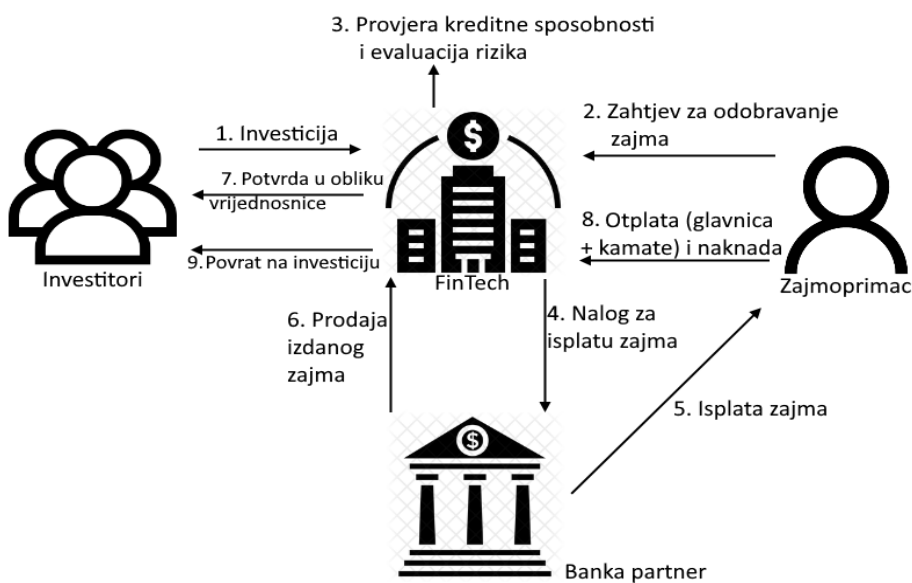 3. Provjera kreditne sposobnosti
i evaluacija rizika
1. Investicija
2. Zahtjev za odobravanje
zajma
7. Potvrda u obliku
vrijednosnice
8. Otplata (glavnica
+ kamate) i naknada
9.Povrat na investiciju
Investitori
FinTech
Zajmoprimac
6. Prodaja
izdanog
zajma
4. Nalog za
isplatu zajma
5. Isplata zajma
Banka partner